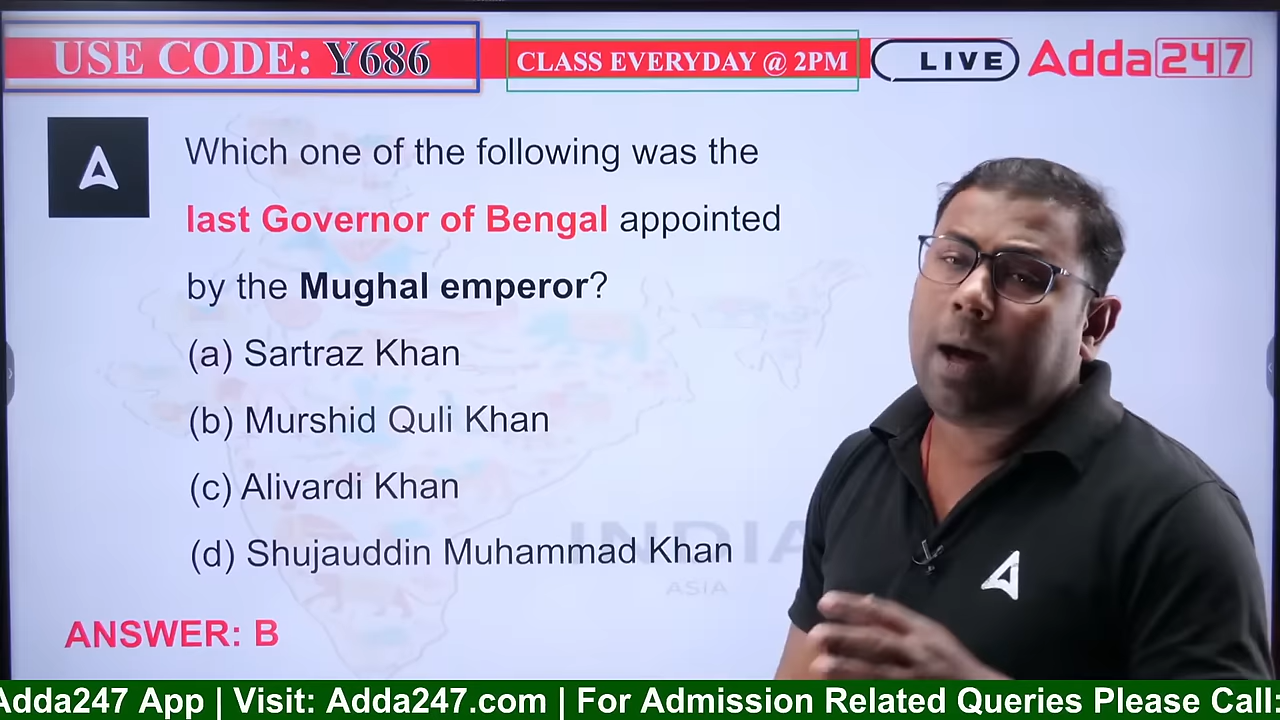 USE CODE: Y686
CLASS EVERYDAY @ 2PM
LIVE
Adda247
Which one of the following was the
last Governor of Bengal appointed
by the Mughal emperor?
(a) Sartraz Khan
(b) Murshid Quli Khan
(c) Alivardi Khan
(d) Shujauddin Muhammad Khan
INDIA
ASIA
ANSWER: B
Adda247 App | Visit: Adda247.com | For Admission Related Queries Please Call: